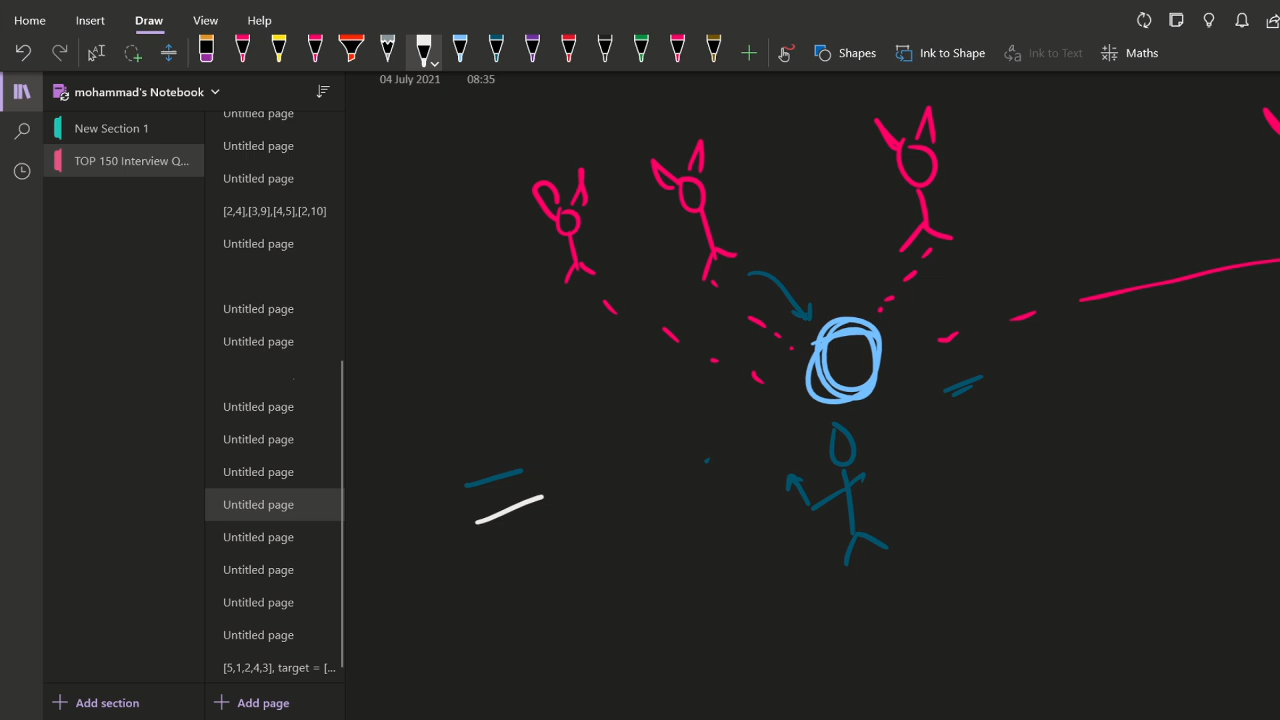 Home Insert Draw View Help
Shapes Ink to Shape Ink to Text Maths
04 July 2021 08:35
mohammad's Notebook
New Section 1
TOP 150 Interview Q...
Untitled page
Untitled page
Untitled page
[2,4],[3,9],[4,5],[2,10]
Untitled page
Untitled page
Untitled page
Untitled page
Untitled page
Untitled page
Untitled page
Untitled page
Untitled page
Untitled page
Untitled page
[5,1,2,4,3], target = [...
Add section
Add page